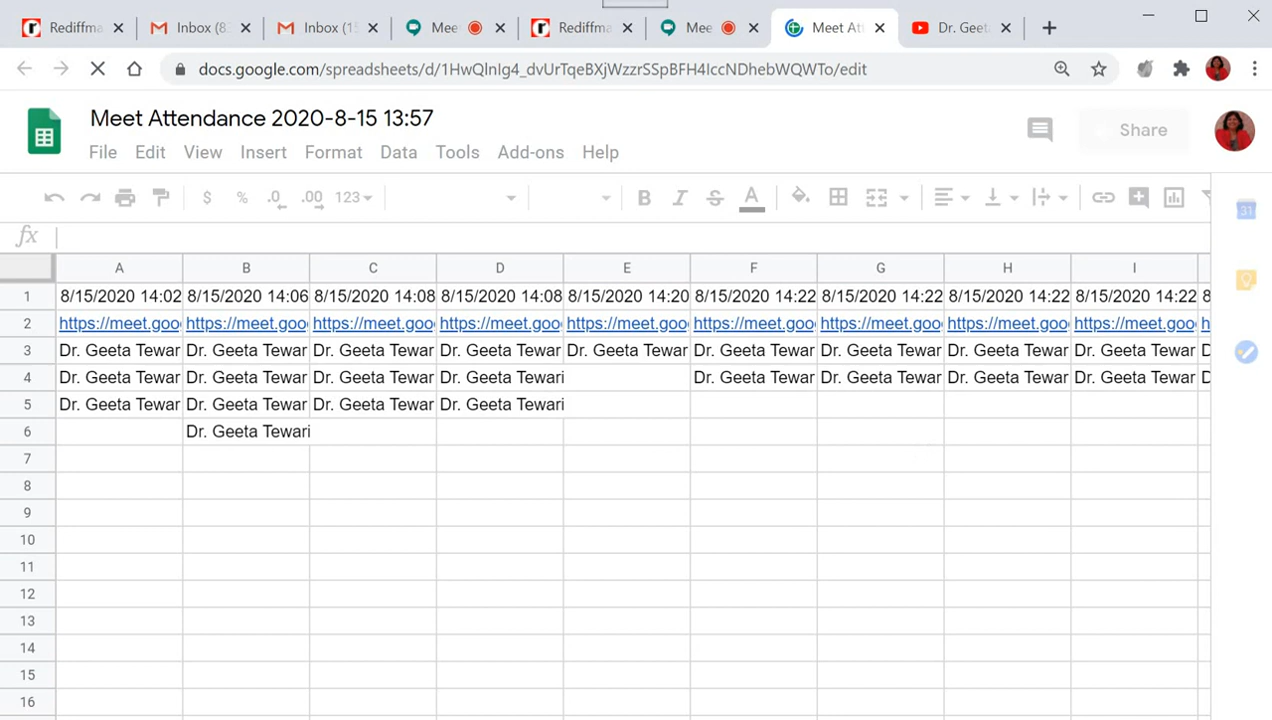 Rediffma Inbox (8 Inbox (1 Mee Rediffma Mee Meet At Dr. Geet
docs.google.com/spreadsheets/d/1HwQlnIg4_dvUrTqeBXjWzzrSSpBFH4IccNDhebWQWTo/edit
Meet Attendance 2020-8-15 13:57
Share
File Edit View Insert Format Data Tools Add-ons Help
$ % .0 .00 123 B I S A
31
fx
A B C D E F G H I
1 8/15/2020 14:02 8/15/2020 14:06 8/15/2020 14:08 8/15/2020 14:08 8/15/2020 14:20 8/15/2020 14:22 8/15/2020 14:22 8/15/2020 14:22 8/15/2020 14:22 8
2 https://meet.goo https://meet.goo https://meet.goo https://meet.goo https://meet.goo https://meet.goo https://meet.goo https://meet.goo https://meet.goo h
3 Dr. Geeta Tewar Dr. Geeta Tewar Dr. Geeta Tewar Dr. Geeta Tewar Dr. Geeta Tewar Dr. Geeta Tewar Dr. Geeta Tewar Dr. Geeta Tewar Dr. Geeta Tewar D
4 Dr. Geeta Tewar Dr. Geeta Tewar Dr. Geeta Tewar Dr. Geeta Tewari Dr. Geeta Tewar Dr. Geeta Tewar Dr. Geeta Tewar Dr. Geeta Tewar D
5 Dr. Geeta Tewar Dr. Geeta Tewar Dr. Geeta Tewar Dr. Geeta Tewari
6 Dr. Geeta Tewari
7
8
9
10
11
12
13
14
15
16